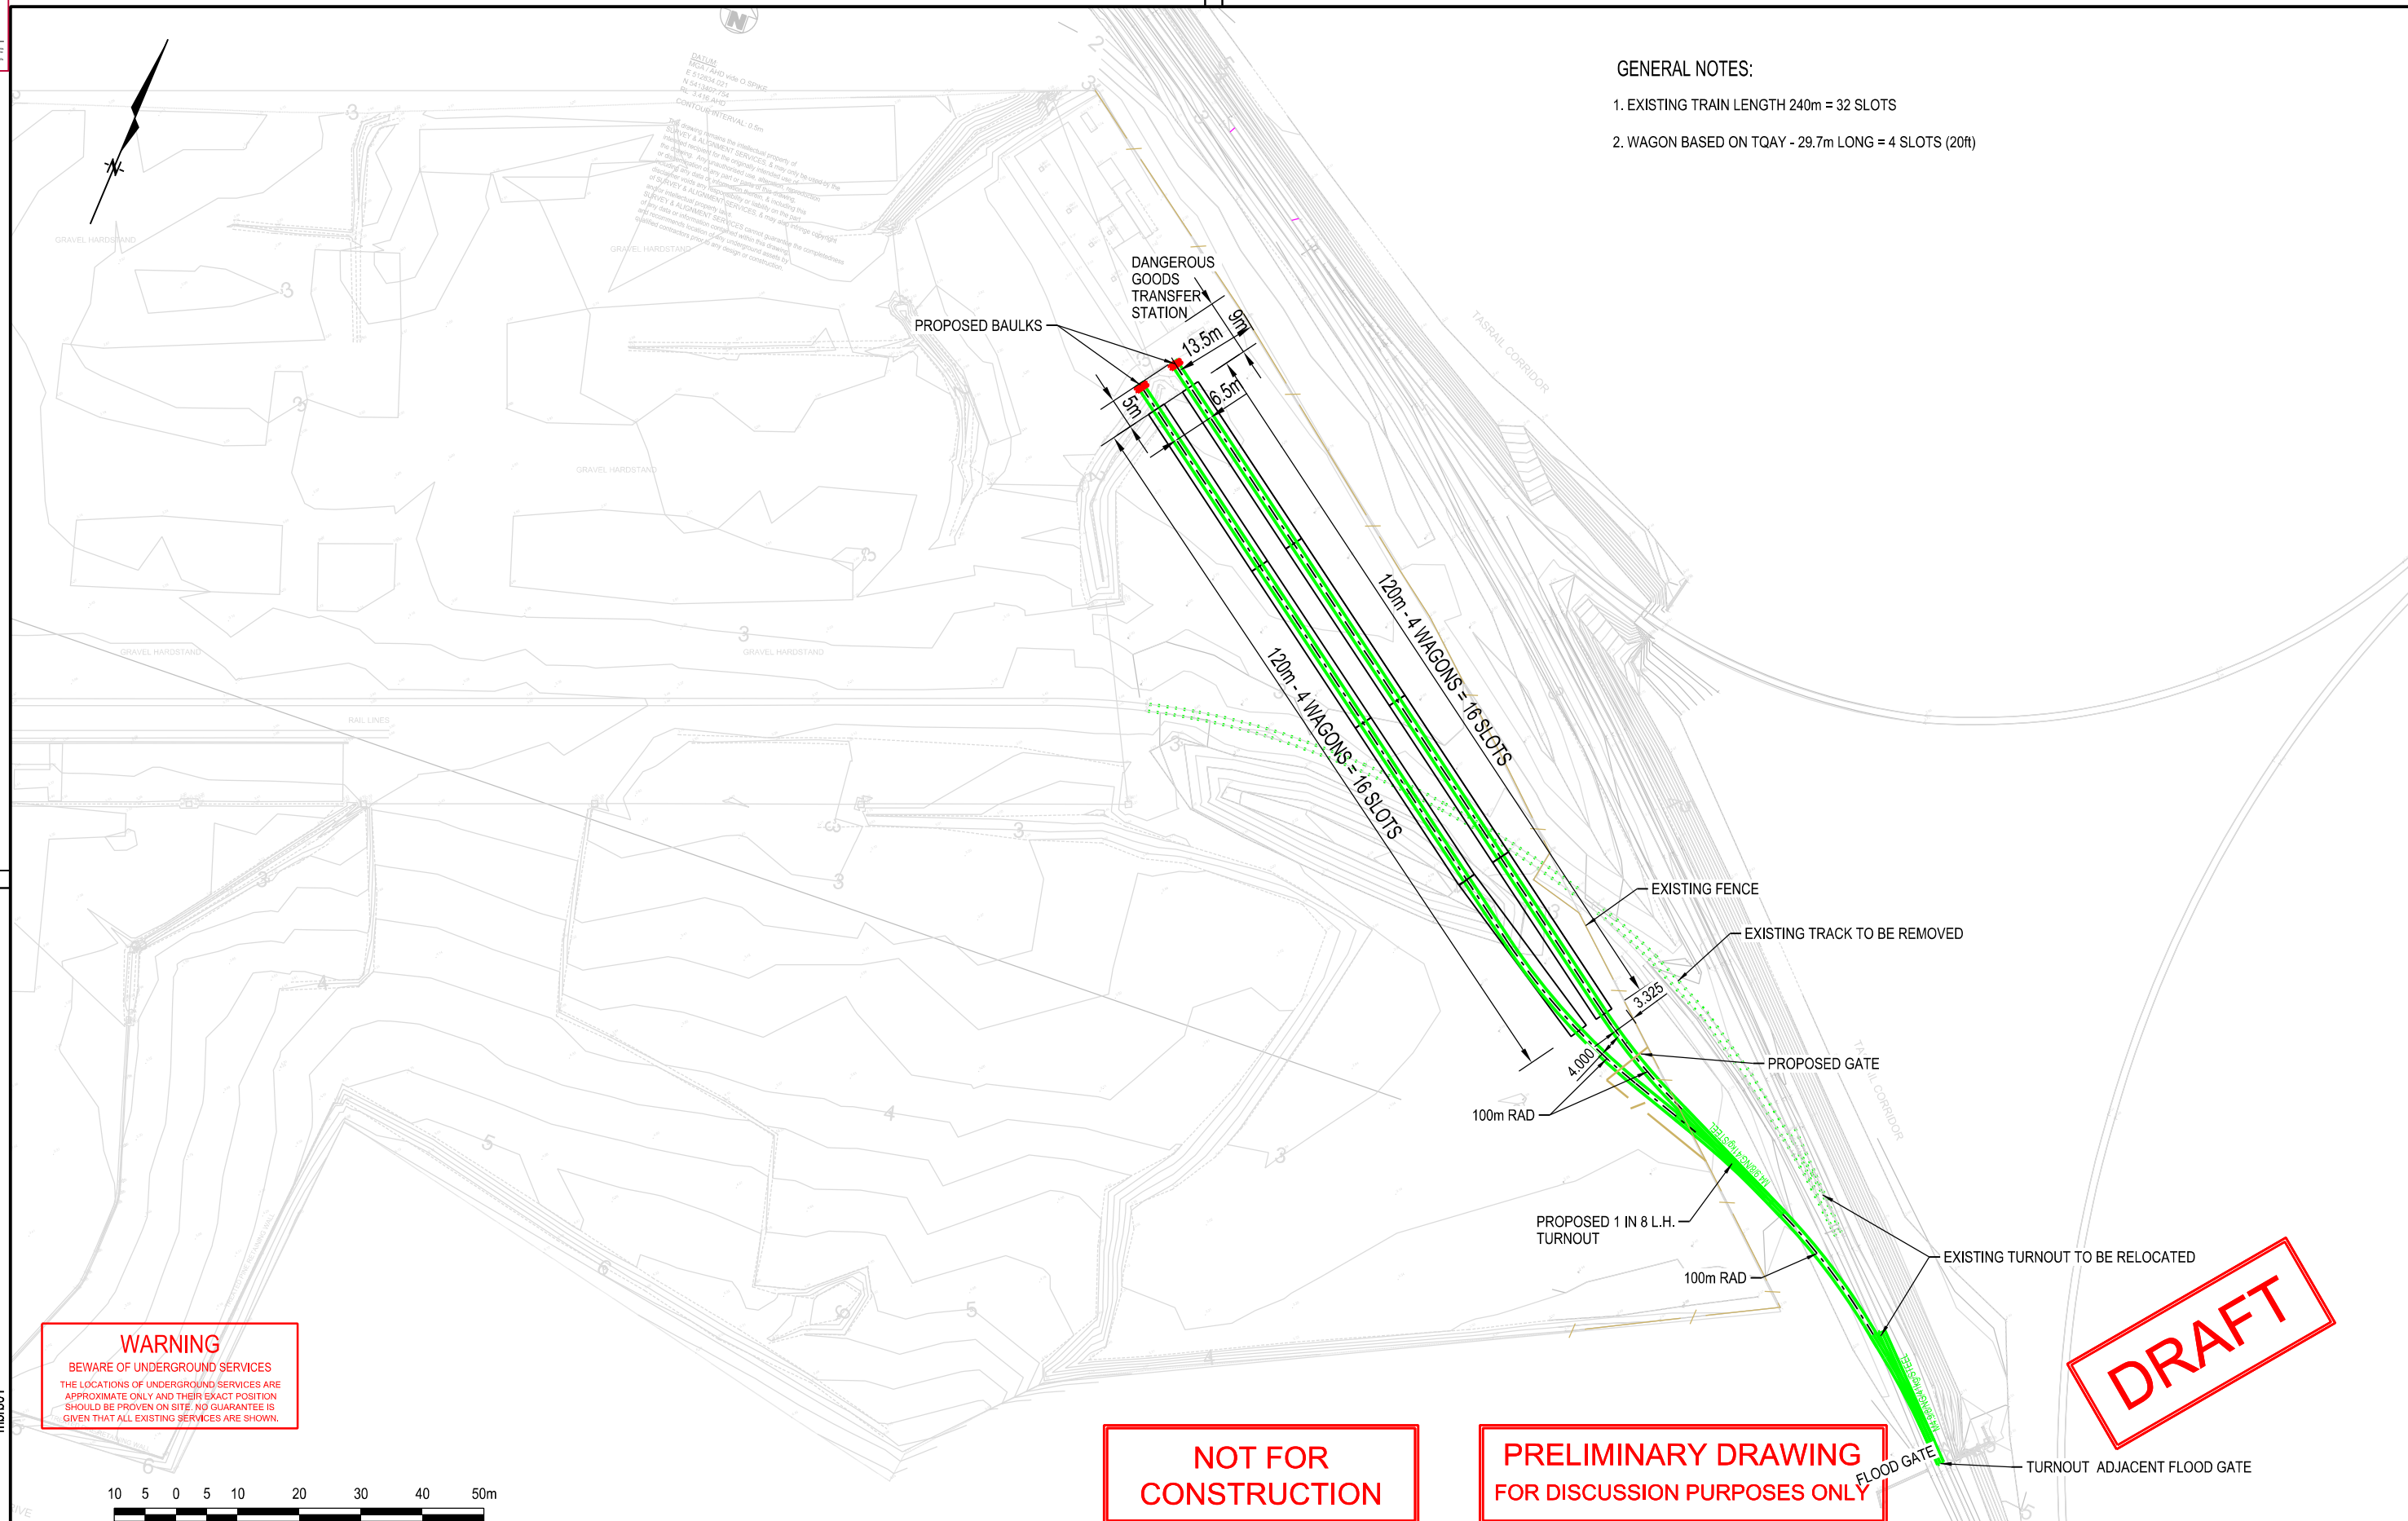 GENERAL NOTES:
1. EXISTING TRAIN LENGTH 240m = 32 SLOTS
2. WAGON BASED ON TQAY - 29.7m LONG = 4 SLOTS (20ft)
N
N
DATUM:
CONTOUR INTERVAL: 0.5m
GRAVEL HARDSTAND
GRAVEL HARDSTAND
GRAVEL HARDSTAND
GRAVEL HARDSTAND
GRAVEL HARDSTAND
RAIL LINES
DANGEROUS
GOODS
TRANSFER
STATION
PROPOSED BAULKS
9m
13.5m
6.5m
5m
TASRAIL CORRIDOR
120m - 4 WAGONS = 16 SLOTS
120m - 4 WAGONS = 16 SLOTS
EXISTING FENCE
EXISTING TRACK TO BE REMOVED
3.325
4.000
PROPOSED GATE
100m RAD
PROPOSED 1 IN 8 L.H.
TURNOUT
100m RAD
EXISTING TURNOUT TO BE RELOCATED
FLOOD GATE
TURNOUT ADJACENT FLOOD GATE
DRAFT
WARNING
BEWARE OF UNDERGROUND SERVICES
THE LOCATIONS OF UNDERGROUND SERVICES ARE
APPROXIMATE ONLY AND THEIR EXACT POSITION
SHOULD BE PROVEN ON SITE. NO GUARANTEE IS
GIVEN THAT ALL EXISTING SERVICES ARE SHOWN.
NOT FOR
CONSTRUCTION
PRELIMINARY DRAWING
FOR DISCUSSION PURPOSES ONLY
10 5 0 5 10 20 30 40 50m